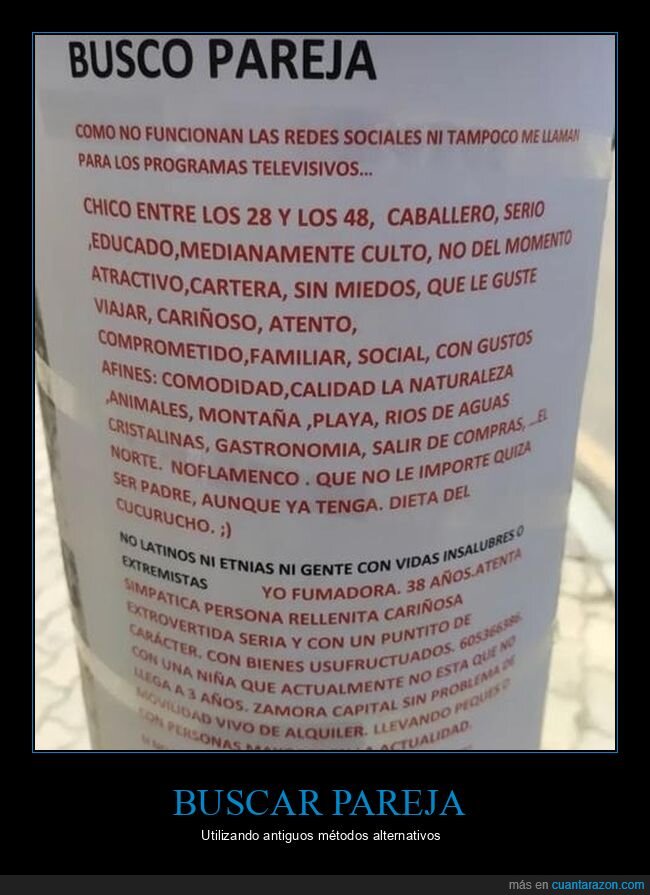 BUSCO PAREJA
COMO NO FUNCIONAN LAS REDES SOCIALES NI TAMPOCO ME LLAMAN
PARA LOS PROGRAMAS TELEVISIVOS...
CHICO ENTRE LOS 28 Y LOS 48, CABALLERO, SERIO
,EDUCADO,MEDIANAMENTE CULTO, NO DEL MOMENTO
ATRACTIVO,CARTERA, SIN MIEDOS, QUE LE GUSTE
VIAJAR, CARIÑOSO, ATENTO,
COMPROMETIDO,FAMILIAR, SOCIAL, CON GUSTOS
AFINES: COMODIDAD,CALIDAD LA NATURALEZA
,ANIMALES, MONTAÑA ,PLAYA, RIOS DE AGUAS
CRISTALINAS, GASTRONOMIA, SALIR DE COMPRAS, ...EL
NORTE. NOFLAMENCO . QUE NO LE IMPORTE QUIZA
SER PADRE, AUNQUE YA TENGA. DIETA DEL
CUCURUCHO. ;)
NO LATINOS NI ETNIAS NI GENTE CON VIDAS INSALUBRES O
EXTREMISTAS YO FUMADORA. 38 AÑOS.ATENTA
SIMPATICA PERSONA RELLENITA CARIÑOSA
EXTROVERTIDA SERIA Y CON UN PUNTITO DE
CARÁCTER. CON BIENES USUFRUCTUADOS. 605366386.
CON UNA NIÑA QUE ACTUALMENTE NO ESTA QUE NO
LLEGA A 3 AÑOS. ZAMORA CAPITAL SIN PROBLEMA DE
MOVILIDAD VIVO DE ALQUILER. LLEVANDO PEQUES O
CON PERSONAS LA ACTUALIDAD.
BUSCAR PAREJA
Utilizando antiguos métodos alternativos
más en cuantarazon.com